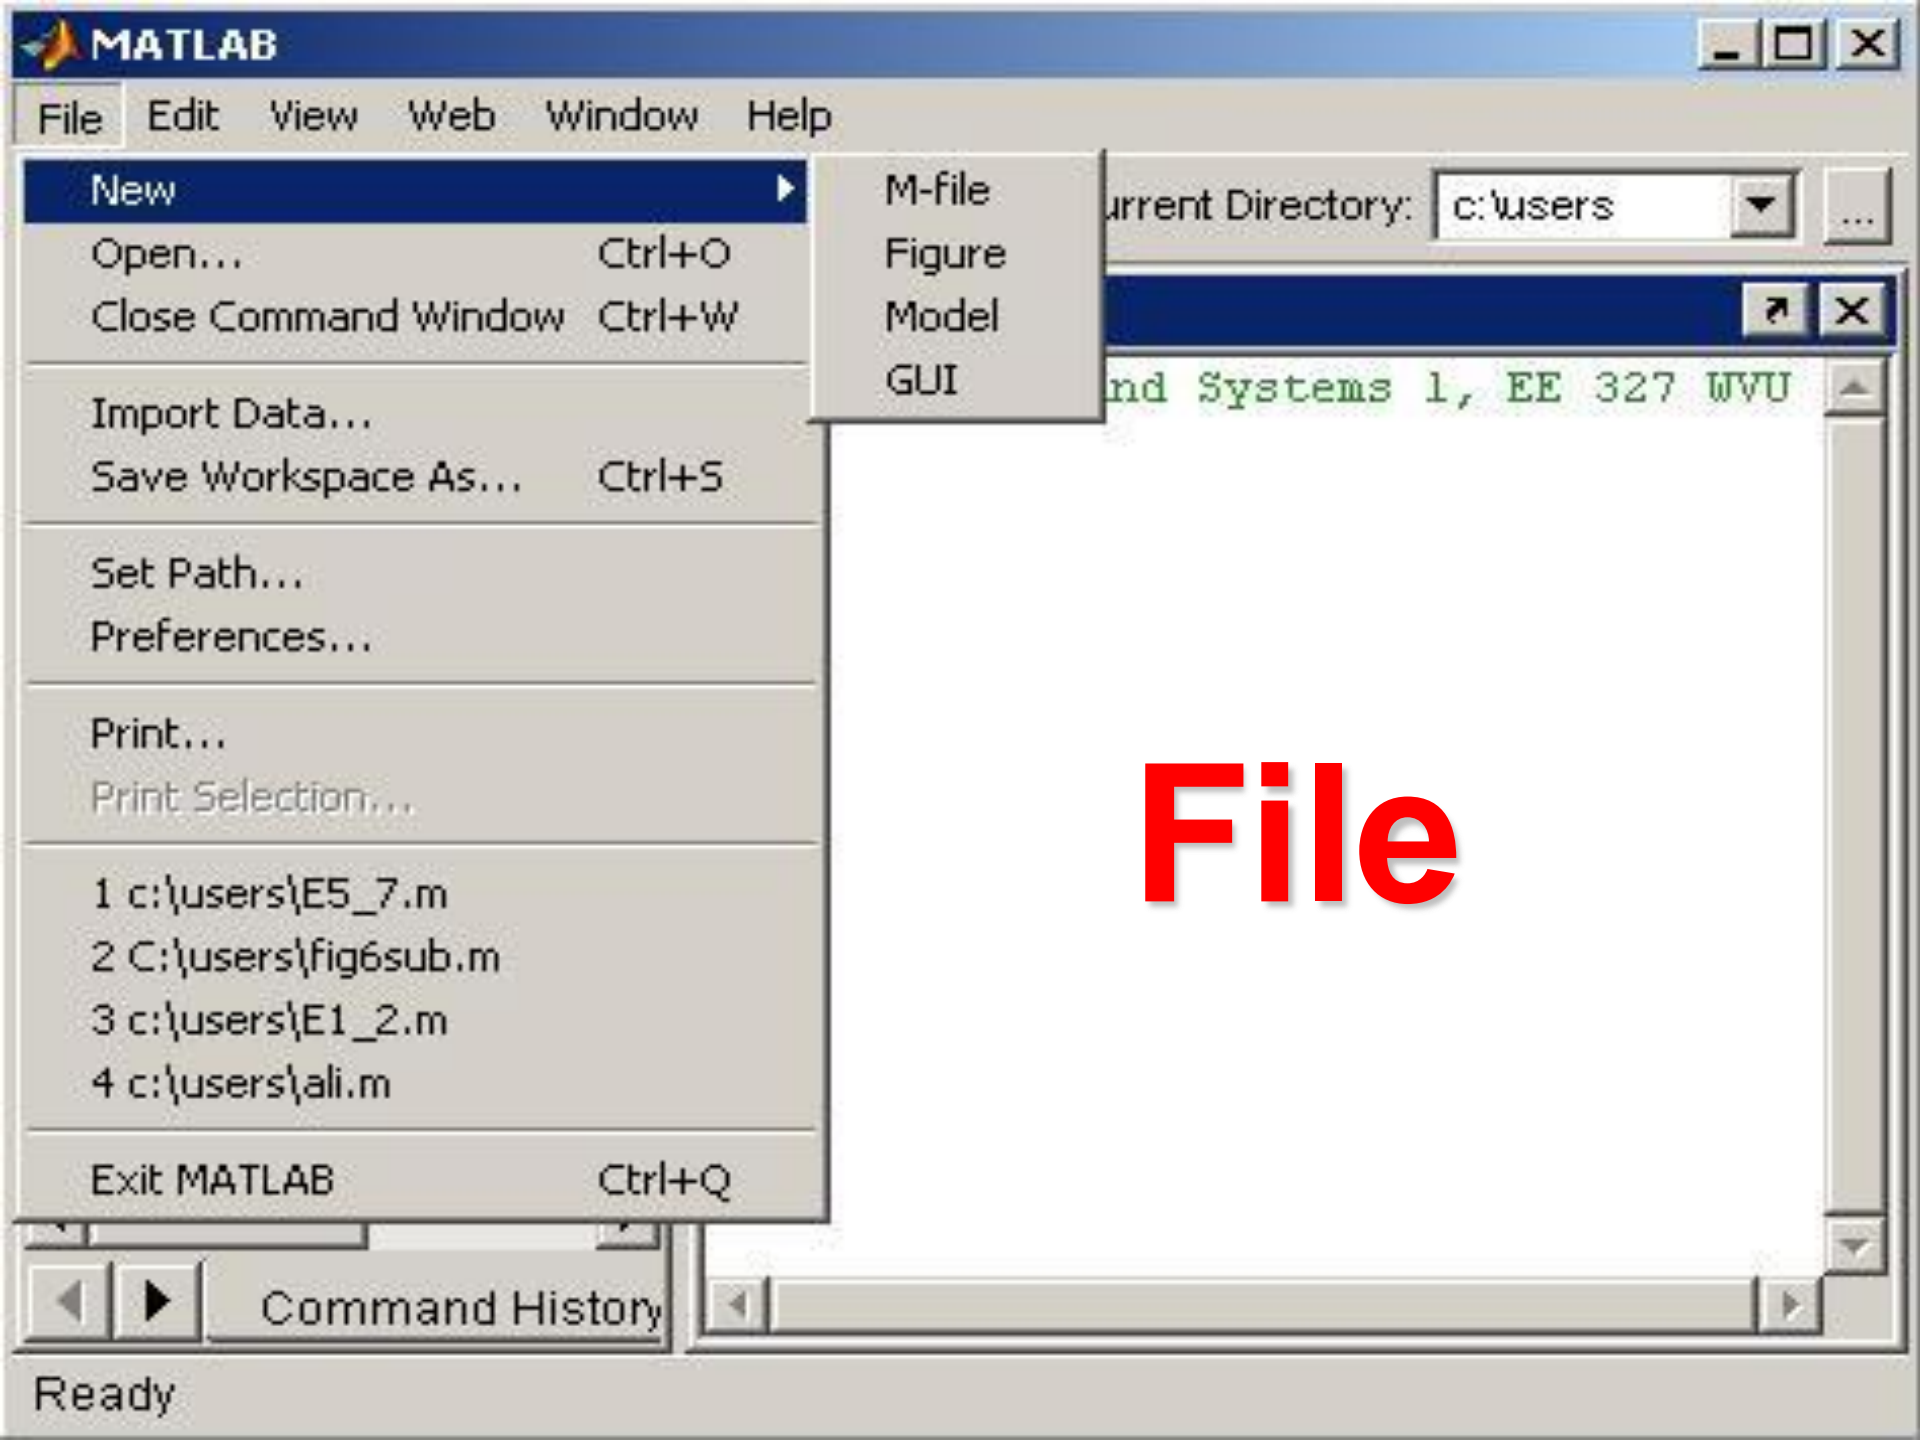 MATLAB
File Edit View Web Window Help
New
Open... Ctrl+O
Close Command Window Ctrl+W
Import Data...
Save Workspace As... Ctrl+S
Set Path...
Preferences...
Print...
Print Selection...
1 c:\users\E5_7.m
2 C:\users\fig6sub.m
3 c:\users\E1_2.m
4 c:\users\ali.m
Exit MATLAB Ctrl+Q
M-file
Figure
Model
GUI
urrent Directory: c:\users ...
nd Systems 1, EE 327 WVU
File
Command History
Ready